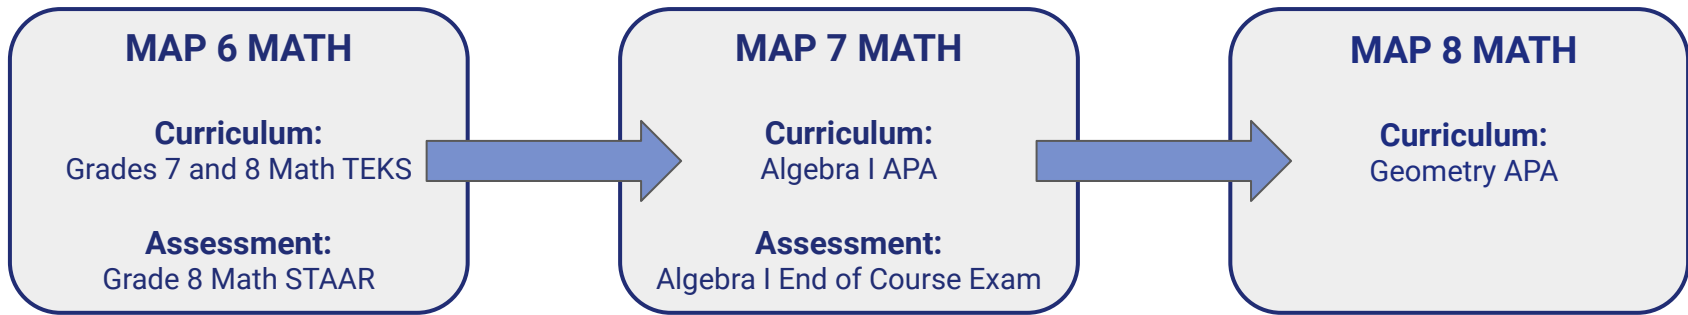 MAP 6 MATH
Curriculum:
Grades 7 and 8 Math TEKS
Assessment:
Grade 8 Math STAAR
MAP 7 MATH
Curriculum:
Algebra I APA
Assessment:
Algebra I End of Course Exam
MAP 8 MATH
Curriculum:
Geometry APA